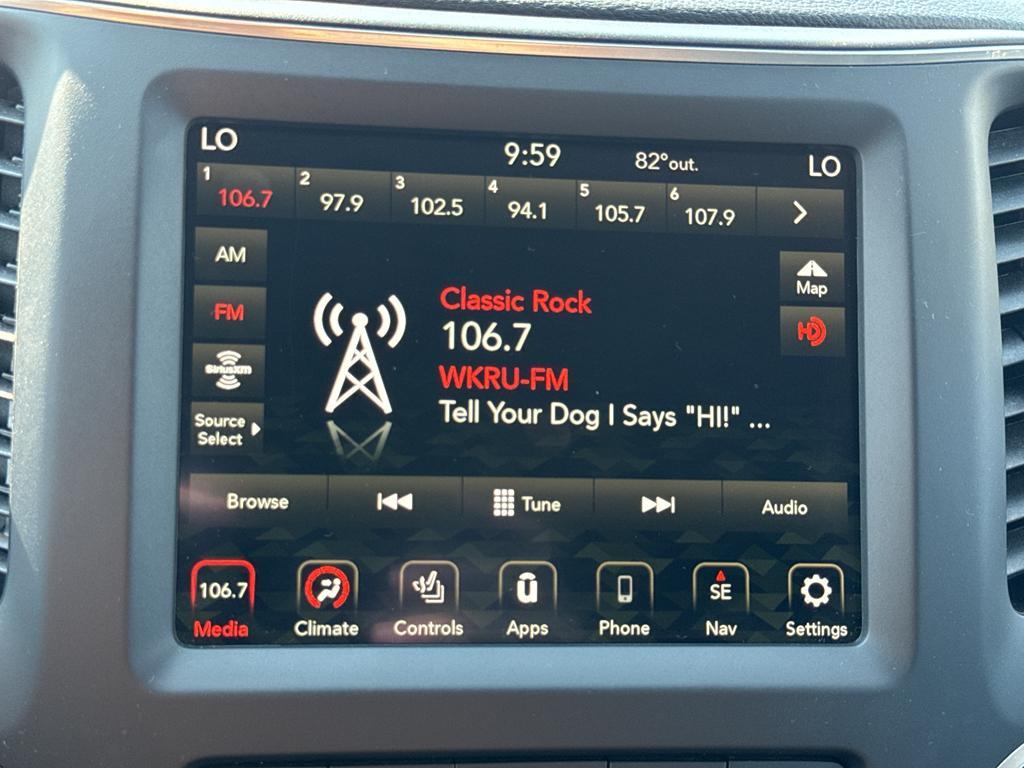 LO 9:59 82°out. LO
1 106.7 2 97.9 3 102.5 4 94.1 5 105.7 6 107.9
AM
Map
Classic Rock
FM
106.7
HD
WKRU-FM
SiriusXM
Tell Your Dog I Says "HI!" ...
Source
Select
Browse Tune Audio
106.7 u SE
Media Climate Controls Apps Phone Nav Settings